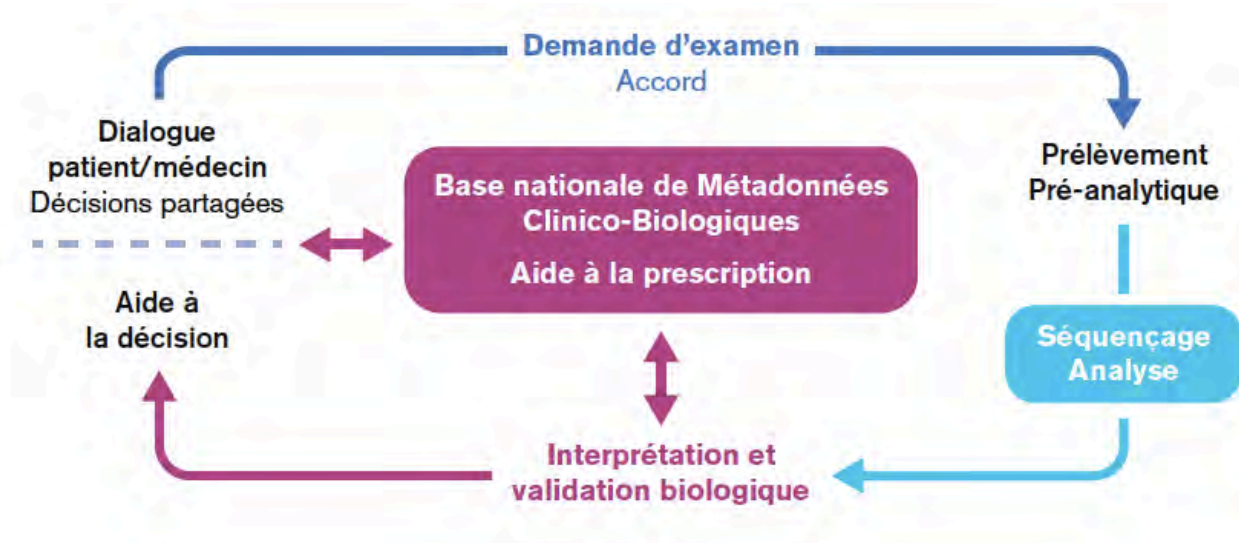 Demande d'examen
Accord
Dialogue
patient/médecin
Décisions partagées
Aide à
la décision
Base nationale de Métadonnées
Clinico-Biologiques
Aide à la prescription
Prélèvement
Pré-analytique
Séquençage
Analyse
Interprétation et
validation biologique